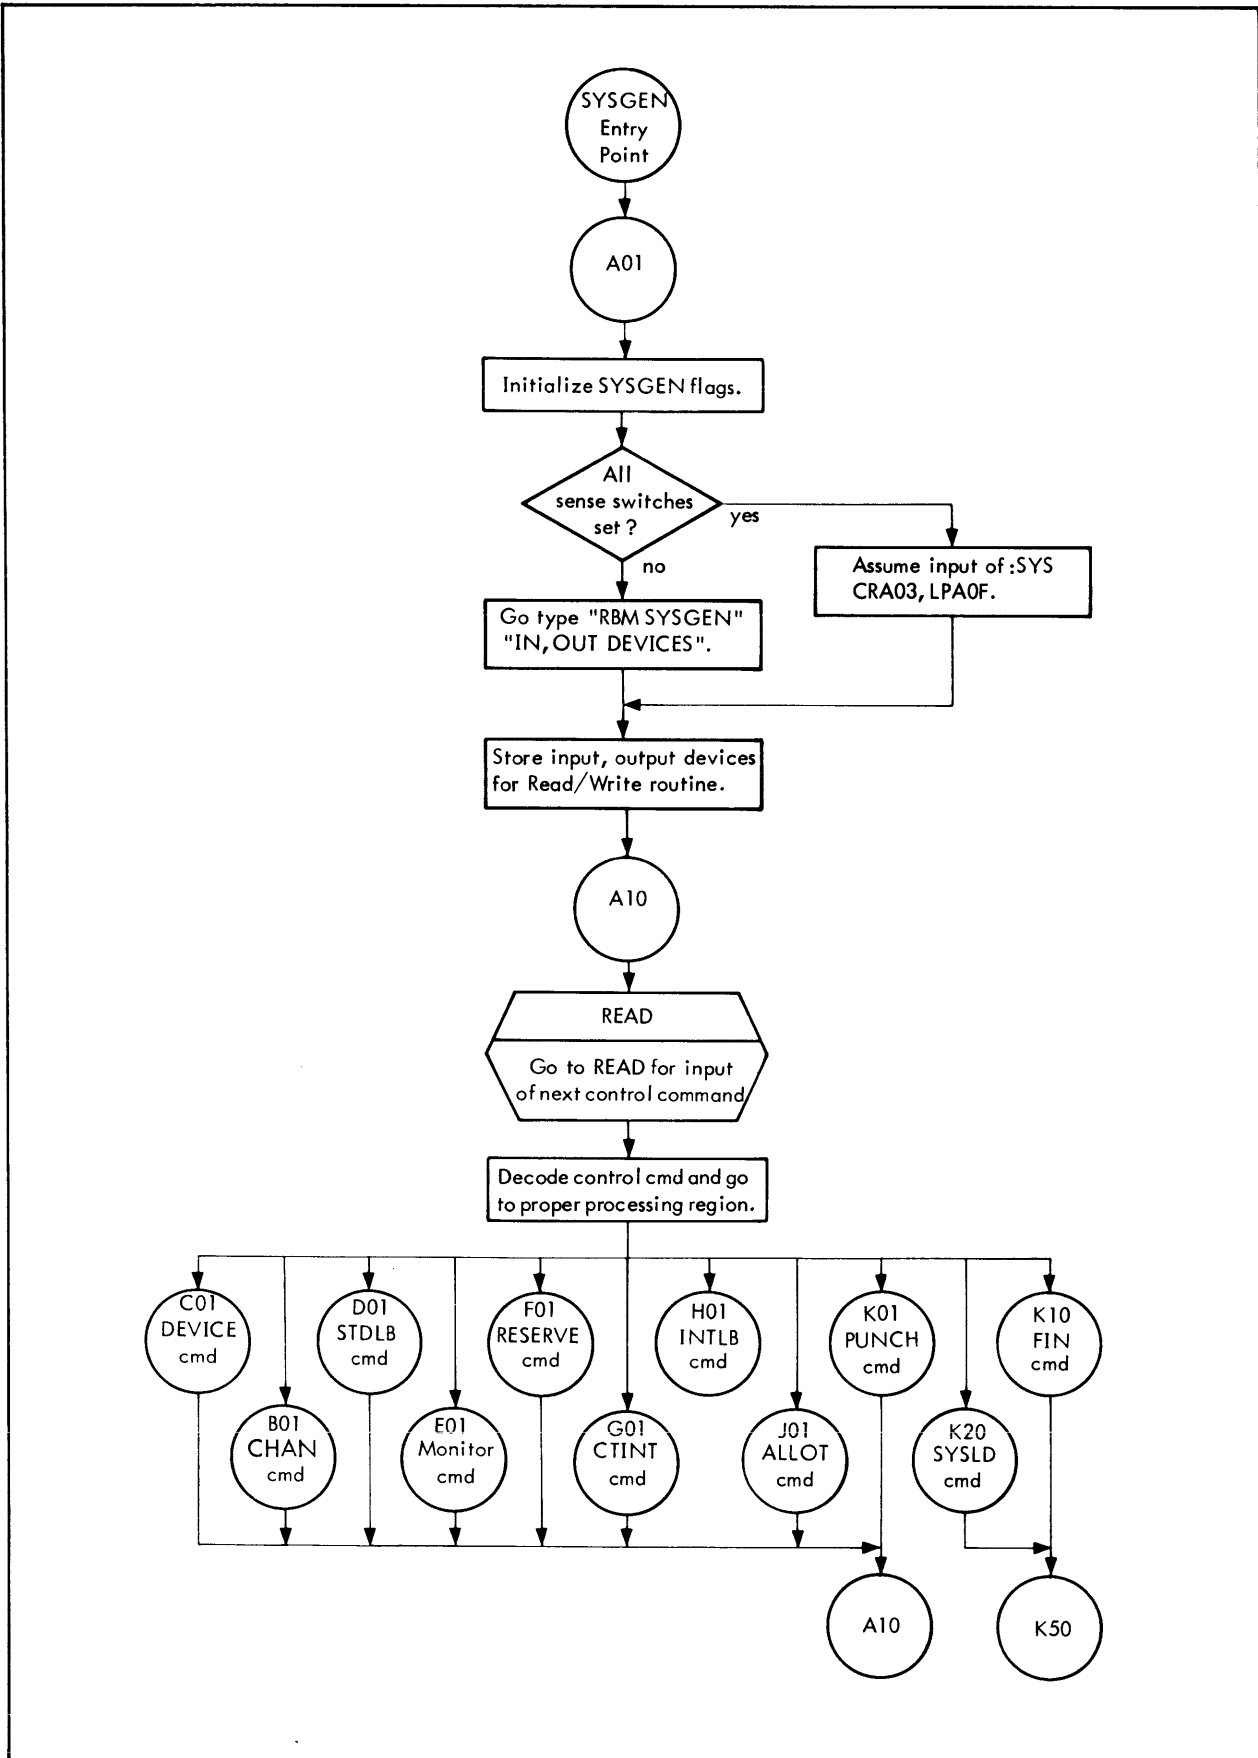 SYSGEN
Entry
Point
A01
Initialize SYSGEN flags.
All
sense switches
set ?
yes
no
Assume input of :SYS
CRA03, LPA0F.
Go type "RBM SYSGEN"
"IN, OUT DEVICES".
Store input, output devices
for Read/Write routine.
A10
READ
Go to READ for input
of next control command
Decode control cmd and go
to proper processing region.
C01
DEVICE
cmd
D01
STDLB
cmd
F01
RESERVE
cmd
H01
INTLB
cmd
K01
PUNCH
cmd
K10
FIN
cmd
B01
CHAN
cmd
E01
Monitor
cmd
G01
CTINT
cmd
J01
ALLOT
cmd
K20
SYSLD
cmd
A10
K50